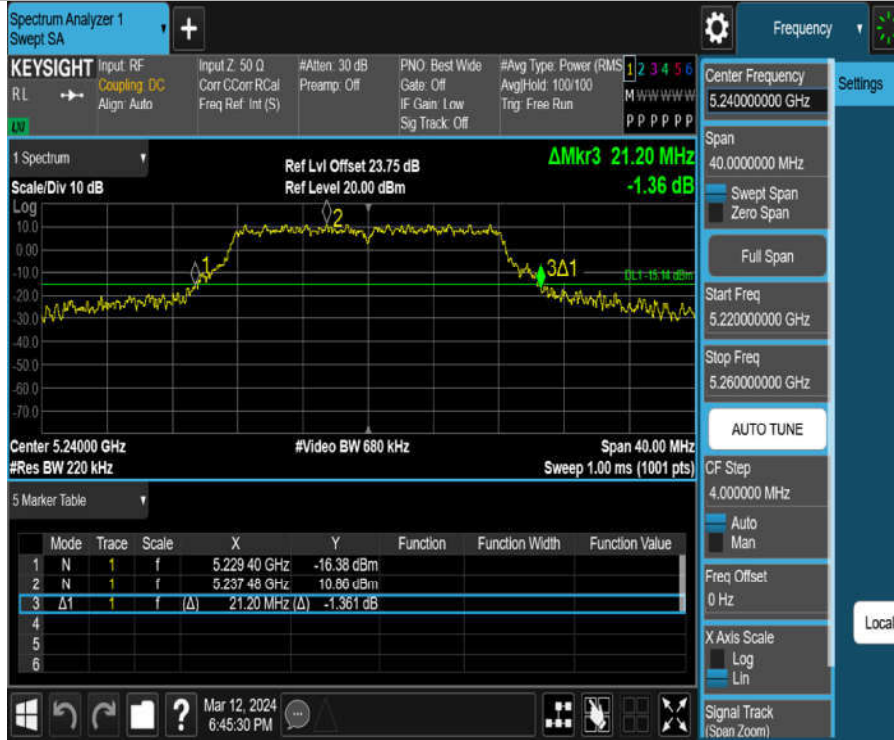 Spectrum Analyzer 1
Swept SA
+
Frequency
Settings
KEYSIGHT
RL
LXI
Input: RF
Coupling: DC
Align: Auto
Input Z: 50 Ω
Corr CCorr RCal
Freq Ref: Int (S)
#Atten: 30 dB
Preamp: Off
PNO: Best Wide
Gate: Off
IF Gain: Low
Sig Track: Off
#Avg Type: Power (RMS
Avg|Hold: 100/100
Trig: Free Run
1 2 3 4 5 6
M W W W W W
P P P P P P
1 Spectrum
Scale/Div 10 dB
Ref Lvl Offset 23.75 dB
Ref Level 20.00 dBm
ΔMkr3 21.20 MHz
-1.36 dB
Log
10.0
0.00
-10.0
-20.0
-30.0
-40.0
-50.0
-60.0
-70.0
1
2
3Δ1
DL1 -15.14 dBm
Center 5.24000 GHz
#Res BW 220 kHz
#Video BW 680 kHz
Span 40.00 MHz
Sweep 1.00 ms (1001 pts)
5 Marker Table
Mode Trace Scale X Y Function Function Width Function Value
1 N 1 f 5.229 40 GHz -16.38 dBm
2 N 1 f 5.237 48 GHz 10.86 dBm
3 Δ1 1 f (Δ) 21.20 MHz (Δ) -1.361 dB
4
5
6
Center Frequency
5.240000000 GHz
Span
40.0000000 MHz
Swept Span
Zero Span
Full Span
Start Freq
5.220000000 GHz
Stop Freq
5.260000000 GHz
AUTO TUNE
CF Step
4.000000 MHz
Auto
Man
Freq Offset
0 Hz
X Axis Scale
Log
Lin
Signal Track
(Span Zoom)
Local
?
Mar 12, 2024
6:45:30 PM